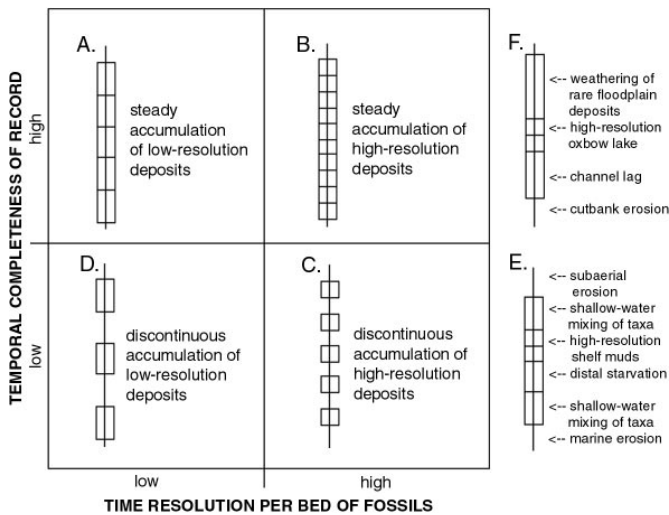 A.
steady
accumulation
of low-resolution
deposits
B.
steady
accumulation of
high-resolution
deposits
D.
discontinuous
accumulation of
low-resolution
deposits
C.
discontinuous
accumulation of
high-resolution
deposits
TEMPORAL COMPLETENESS OF RECORD
high
low
low
high
TIME RESOLUTION PER BED OF FOSSILS
F.
<-- weathering of
rare floodplain
deposits
<-- high-resolution
oxbow lake
<-- channel lag
<-- cutbank erosion
E.
<-- subaerial
erosion
<-- shallow-water
mixing of taxa
<-- high-resolution
shelf muds
<-- distal starvation
<-- shallow-water
mixing of taxa
<-- marine erosion